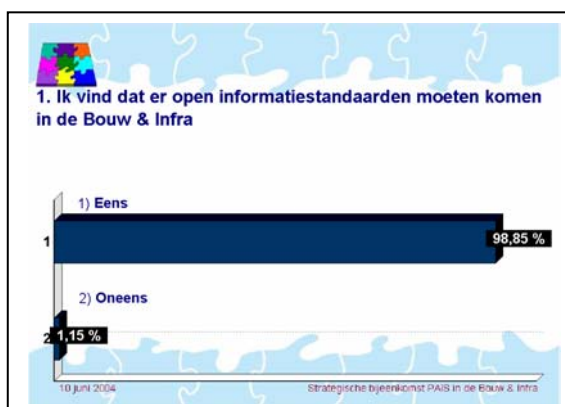 1. Ik vind dat er open informatiestandaarden moeten komen
in de Bouw & Infra
1) Eens
1
98,85 %
2) Oneens
2
1,15 %
10 juni 2004
Strategische bijeenkomst PAIS in de Bouw & Infra